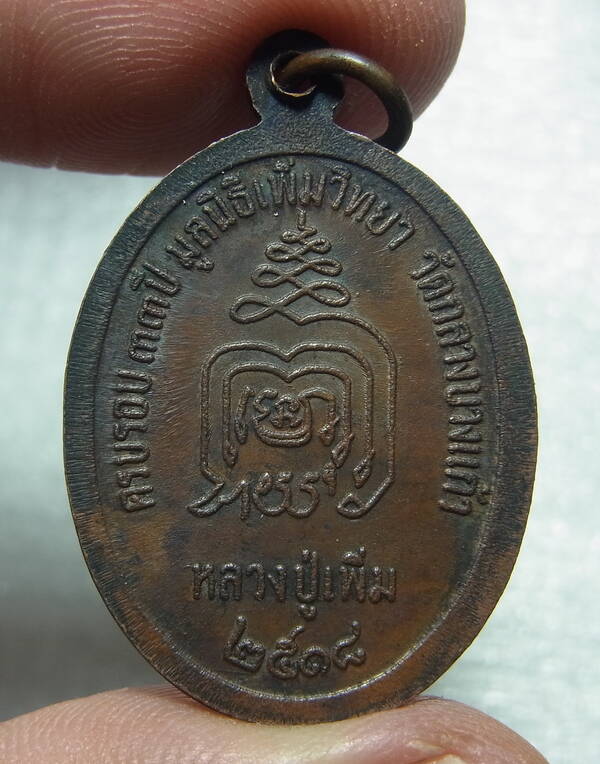 ครบรอบ ๓๓ปี มูลนิธิเพิ่มวิทยา วัดกลางบางแก้ว
หลวงปู่เพิ่ม
๒๕๑๘